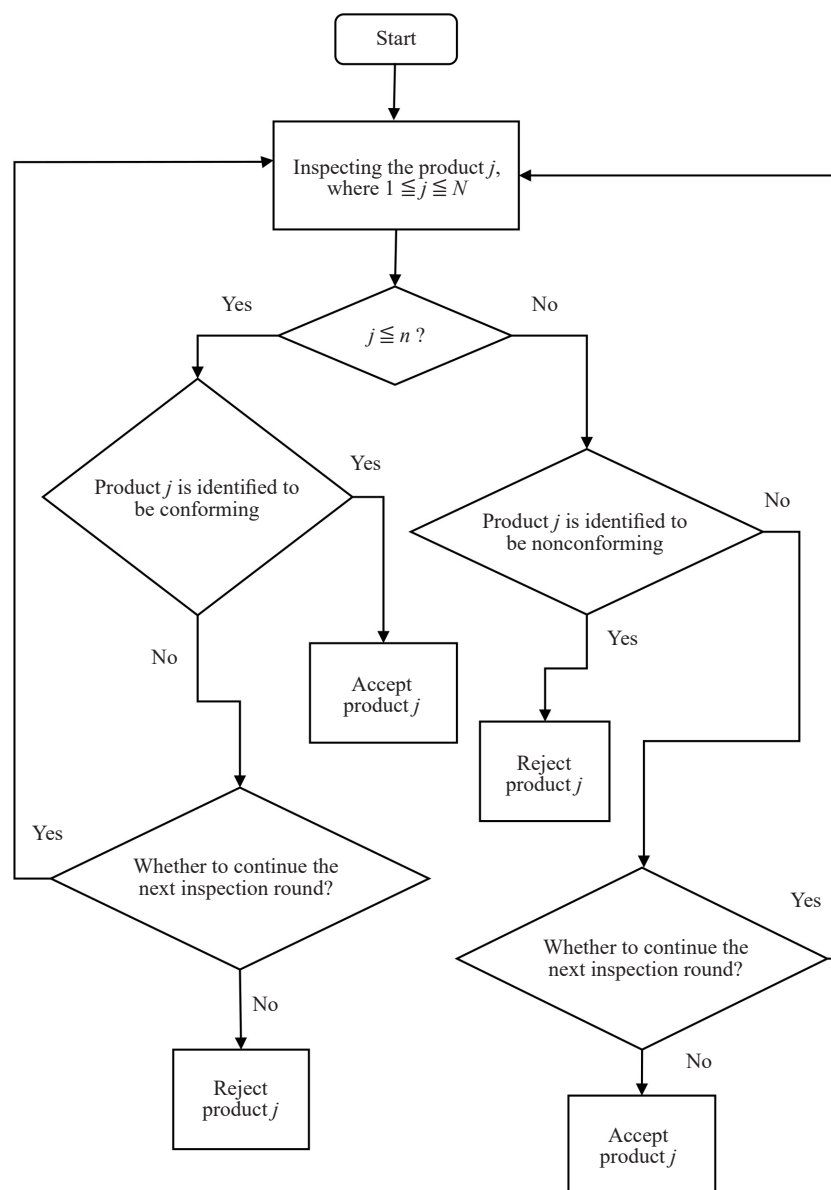 Start
Inspecting the product j,
where 1 ≦ j ≦ N
Yes
No
j ≦ n ?
Product j is identified to
be conforming
Yes
Product j is identified to
be nonconforming
No
No
Accept
product j
Yes
Reject
product j
Yes
Whether to continue the
next inspection round?
Yes
Whether to continue the
next inspection round?
No
Reject
product j
No
Accept
product j